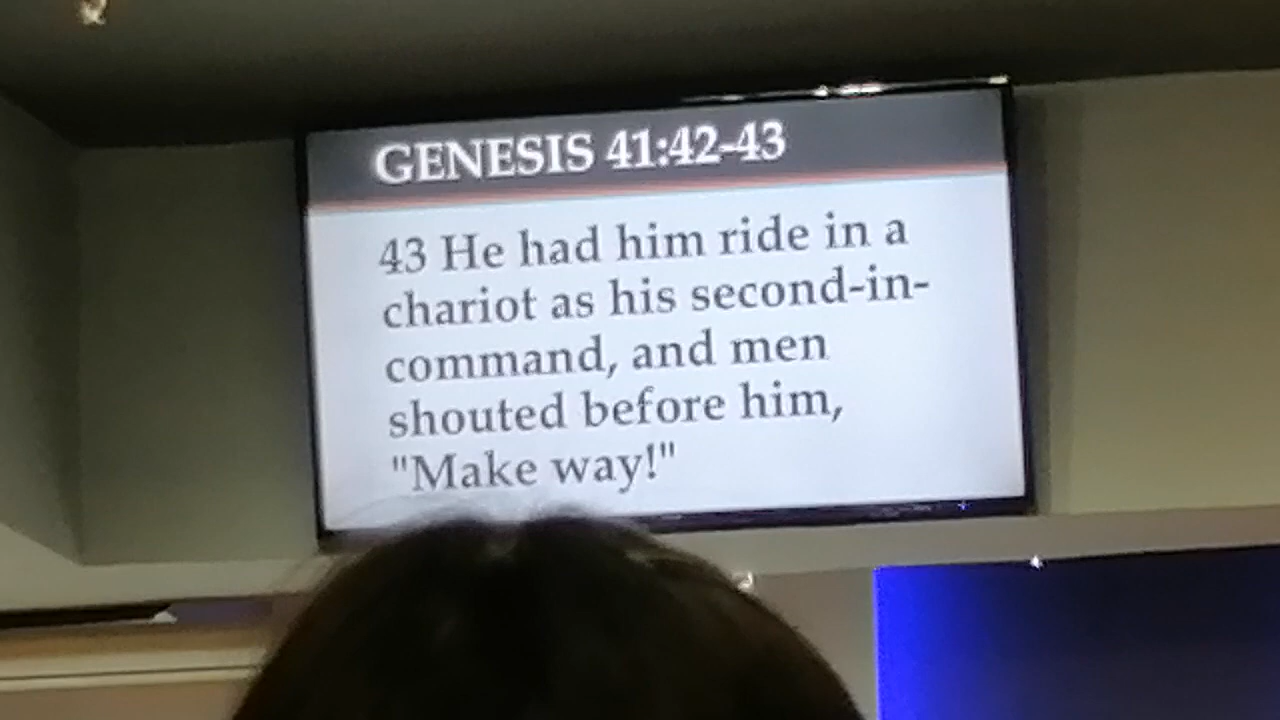 GENESIS 41:42-43
43 He had him ride in a
chariot as his second-in-
command, and men
shouted before him,
"Make way!"